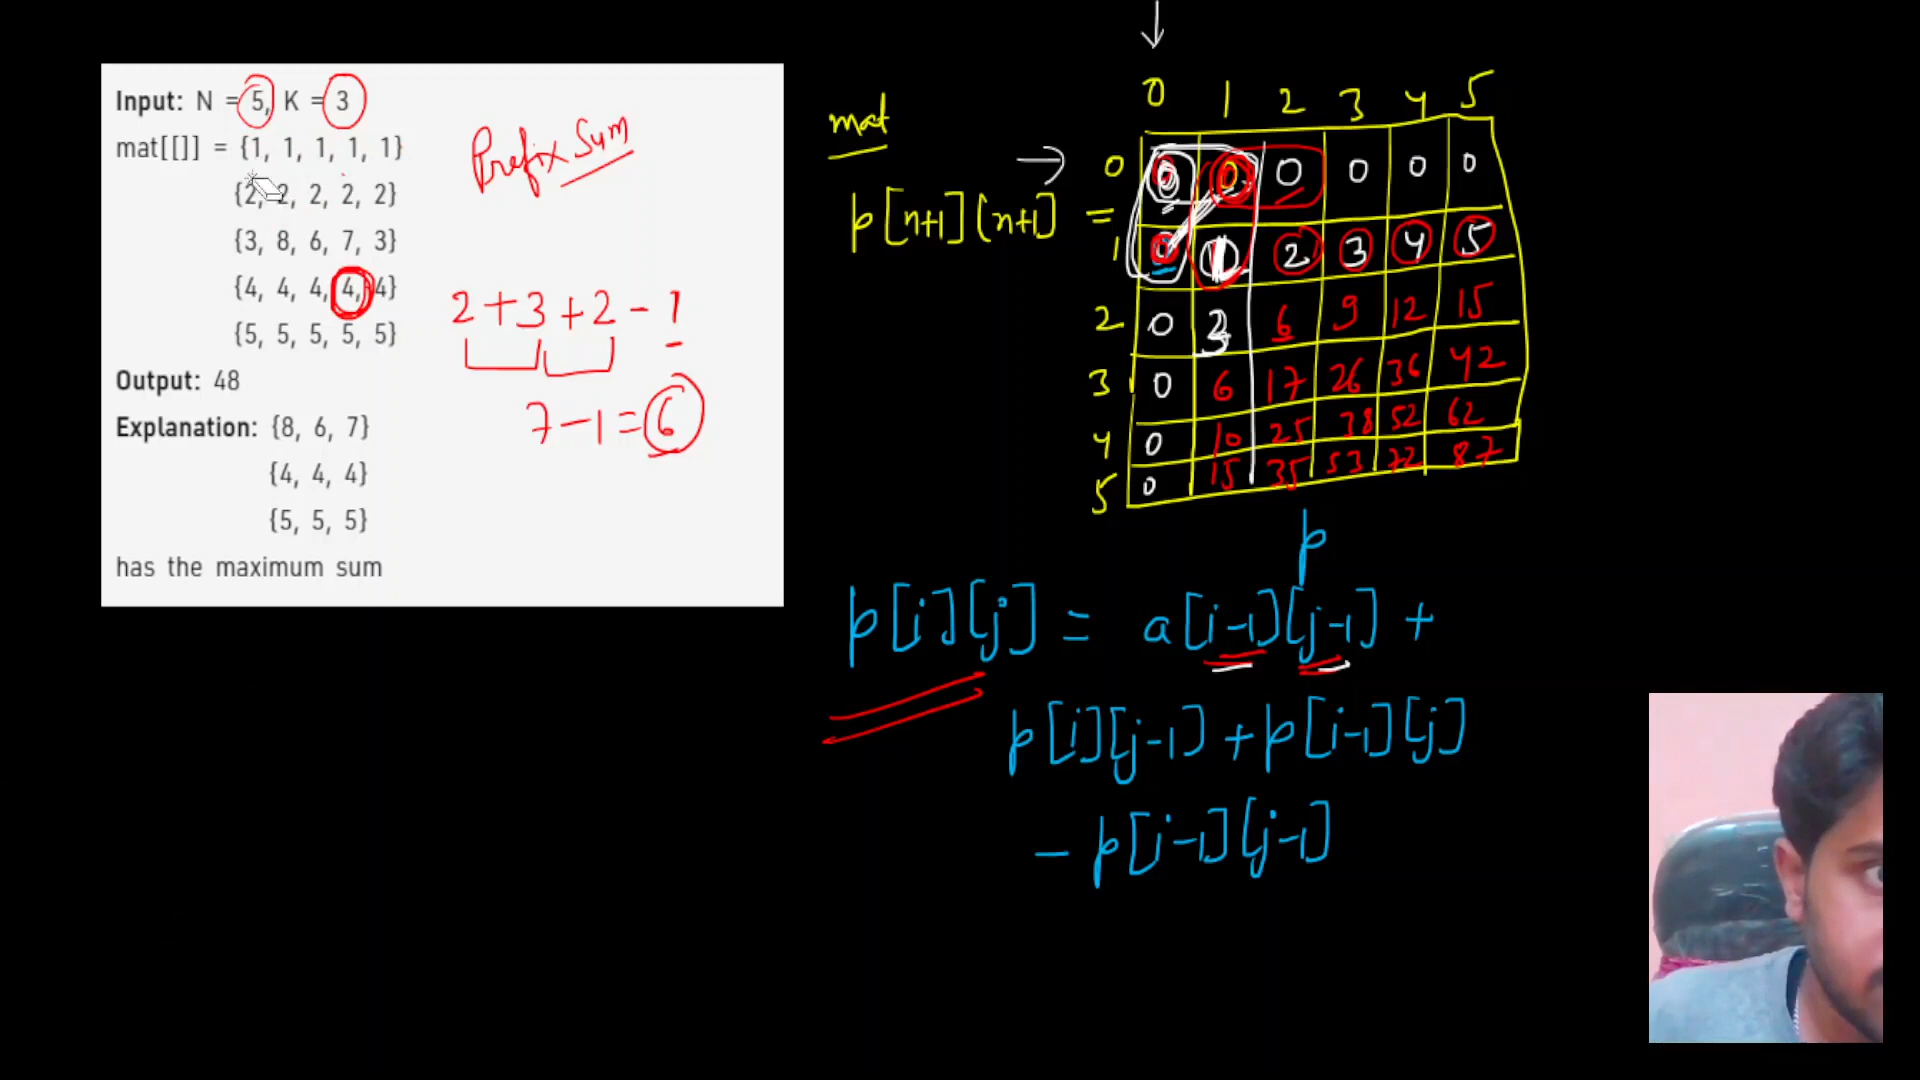 Input: N = 5, K = 3
mat[[]] = {1, 1, 1, 1, 1}
{2, 2, 2, 2, 2}
{3, 8, 6, 7, 3}
{4, 4, 4, 4, 4}
{5, 5, 5, 5, 5}
Output: 48
Explanation: {8, 6, 7}
{4, 4, 4}
{5, 5, 5}
has the maximum sum
Prefix Sum
2 + 3 + 2 - 1
7 - 1 = 6
mat
p[n+1][n+1] =
0 1 2 3 4 5
0 0 0 0 0 0 0
1 0 1 2 3 4 5
2 0 3 6 9 12 15
3 0 6 17 26 36 42
4 0 10 25 38 52 62
5 0 15 35 53 72 87
p
p[i][j] = a[i-1][j-1] +
p[i][j-1] + p[i-1][j]
- p[i-1][j-1]